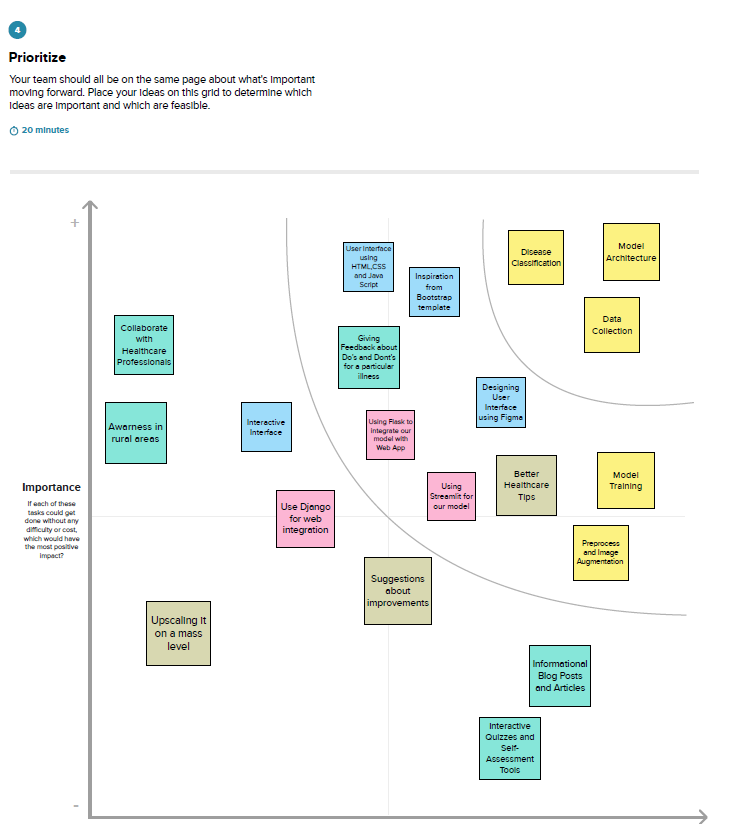 4
Prioritize
Your team should all be on the same page about what's important
moving forward. Place your ideas on this grid to determine which
ideas are important and which are feasible.
20 minutes
+
User Interface
using
HTML,CSS
and Java
Script
Inspiration
from
Bootstrap
template
Disease
Classification
Model
Architecture
Data
Collection
Collaborate
with
Healthcare
Professionals
Giving
Feedback about
Do's and Dont's
for a particular
illness
Designing
User
Interface
using Figma
Awarness in
rural areas
Interactive
Interface
Using Flask to
Integrate our
model with
Web App
Using
Streamlit for
our model
Better
Healthcare
Tips
Model
Training
Importance
If each of these
tasks could get
done without any
difficulty or cost,
which would have
the most positive
impact?
Use Django
for web
integration
Preprocess
and Image
Augmentation
Suggestions
about
improvements
Upscaling It
on a mass
level
Informational
Blog Posts
and Articles
Interactive
Quizzes and
Self-
Assessment
Tools
-